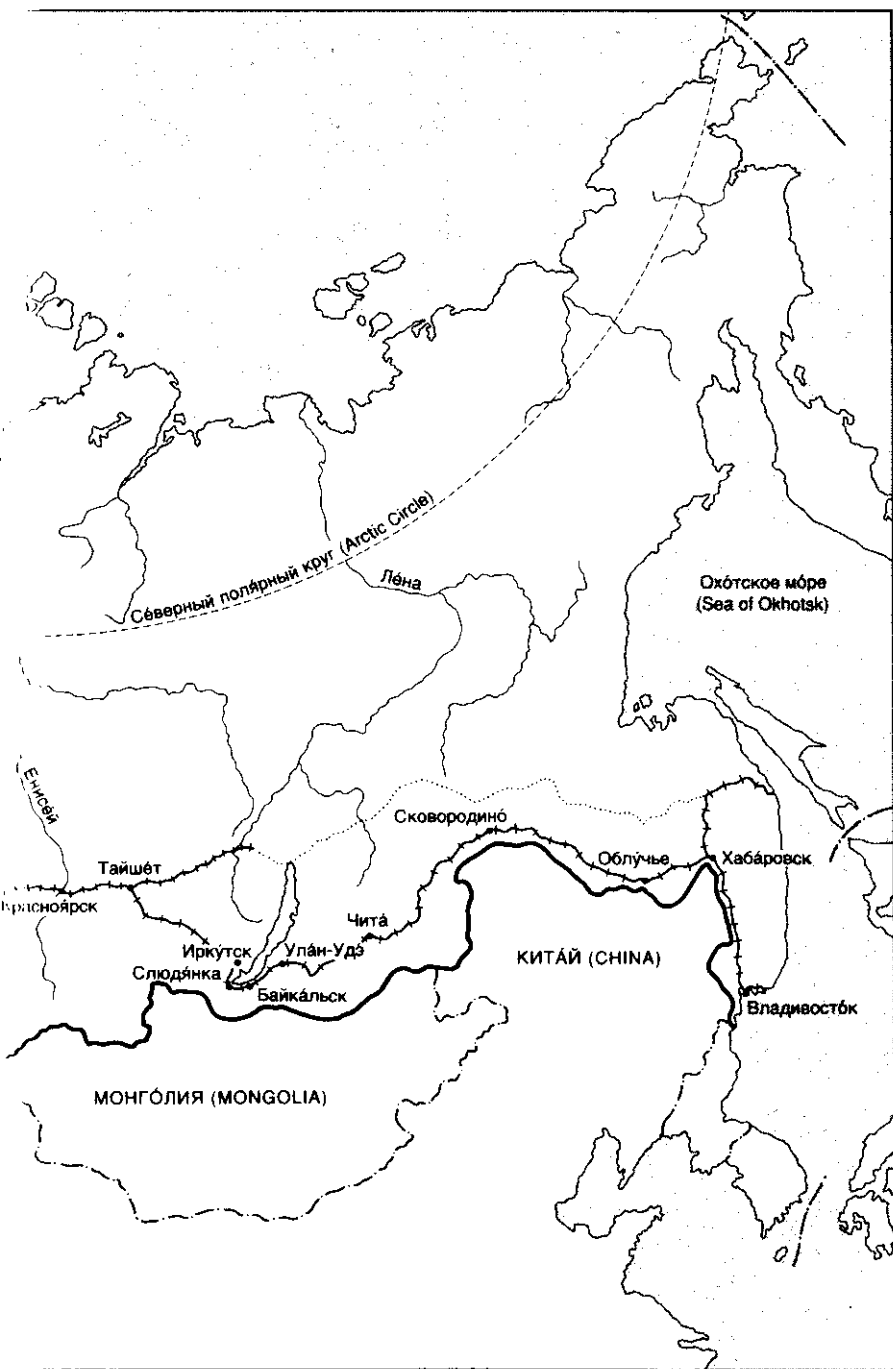 Се́верный поля́рный круг (Arctic Circle)
Ле́на
Охо́тское мо́ре
(Sea of Okhotsk)
Енисе́й
Сковородино́
Тайше́т
Облу́чье
Хаба́ровск
Красноя́рск
Чита́
Ирку́тск
Ула́н-Удэ́
КИТА́Й (CHINA)
Слюдя́нка
Байка́льск
Владивосто́к
МОНГО́ЛИЯ (MONGOLIA)